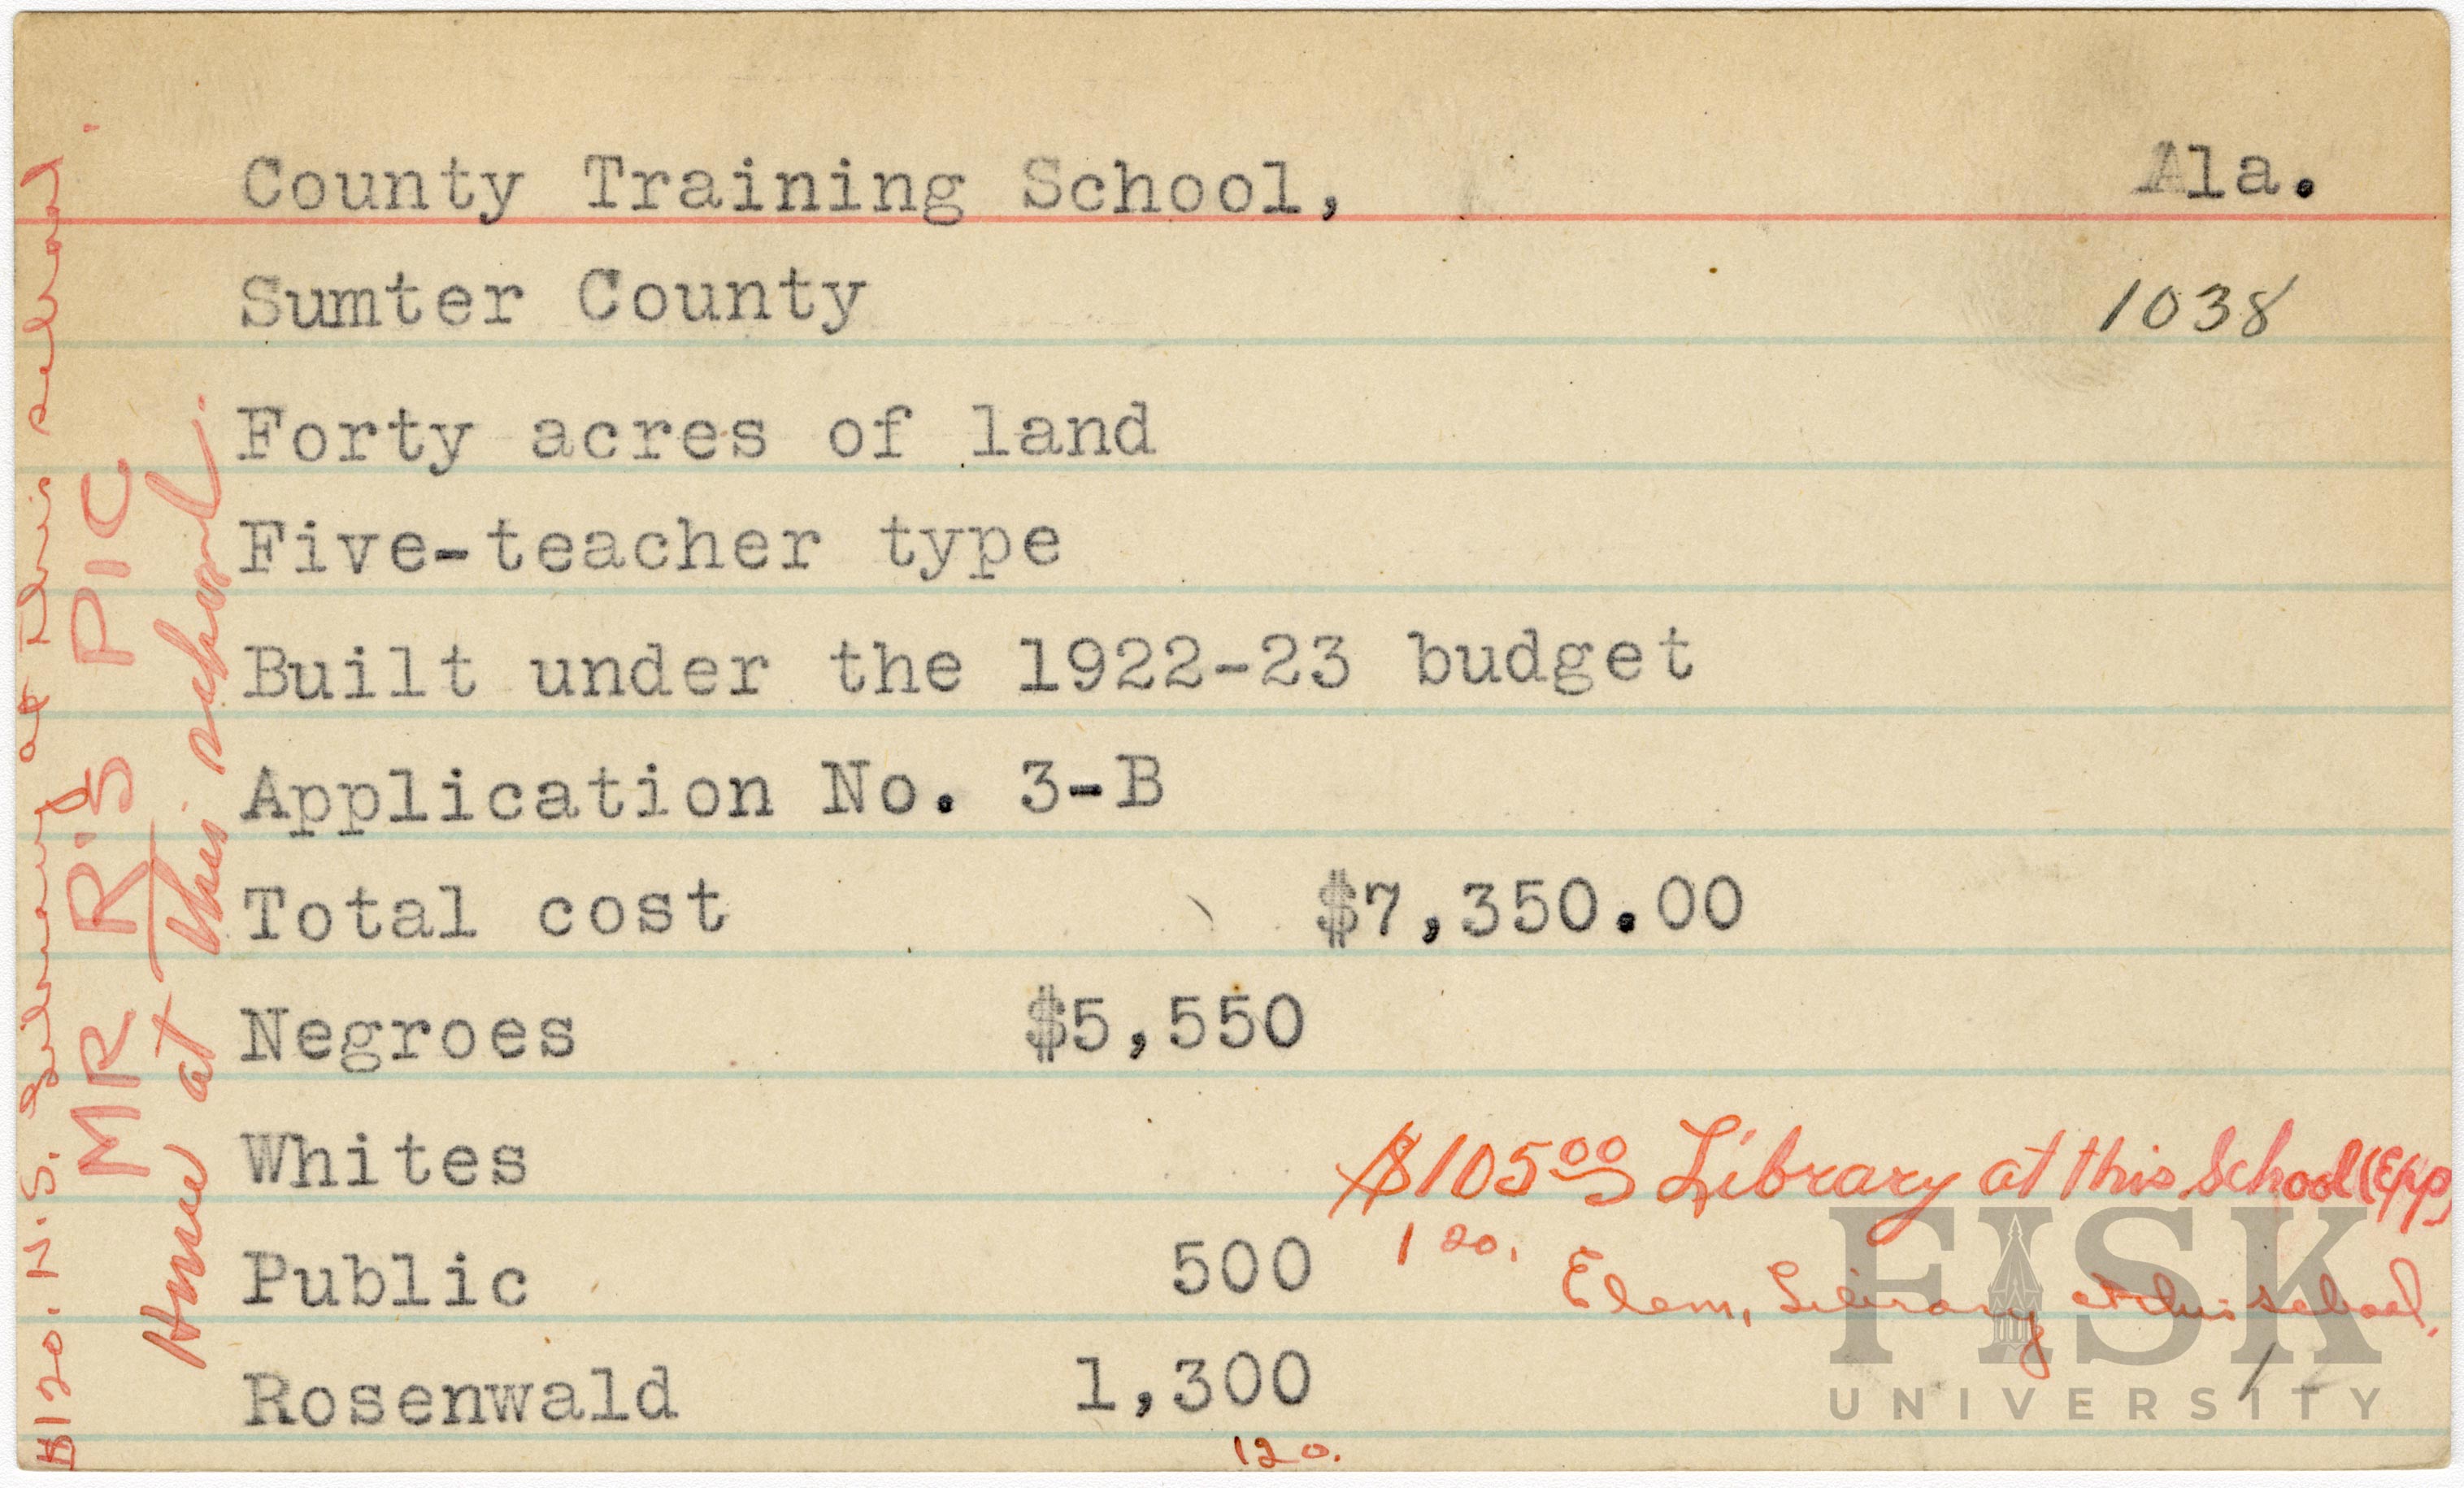 County Training School, Ala.
Sumter County 1038
Forty acres of land
Five-teacher type
Built under the 1922-23 budget
Application No. 3-B
Total cost $7,350.00
Negroes $5,550
Whites
$105.00 Library at this School (Epp)
Public 500
120.
Elem. Library at this school.
Rosenwald 1,300
120.
$120. H. S. Library at this school.
MR R'S PIC
Home at this school.
FISK
UNIVERSITY